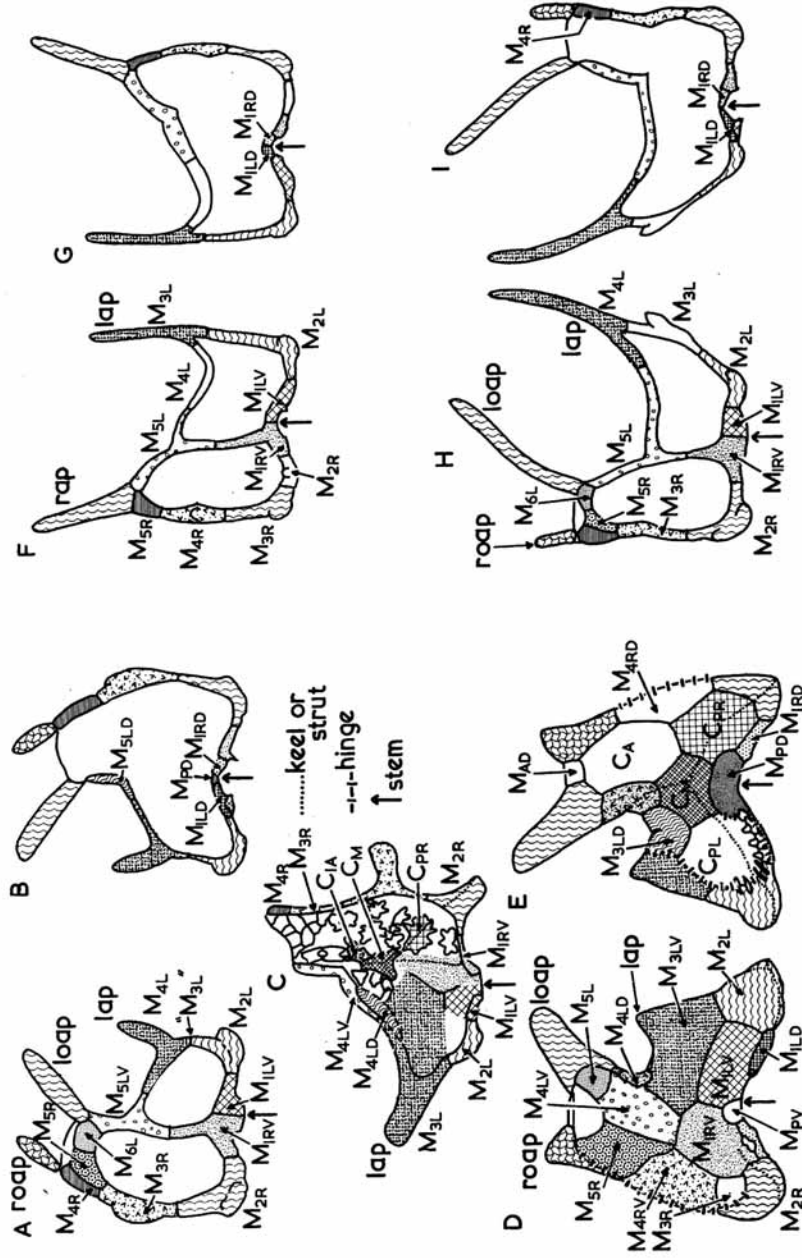 A
roap
M5R
M4R
M3R
M6L
loap
M5LV
lap
M4L
"M3L"
M2L
M1LV
M1RV
M2R
B
M5LD
MPD
M1RD
M1LD
C
M4R
M3R
CIA
CM
CPR
M2R
M1RV
M1LV
M2L
M3L
lap
M4LD
M4LV
keel or
strut
hinge
stem
D
roap
loap
M5L
M4LD
lap
M3LV
M2L
M1LV
M1LD
MPV
M1RV
M2R
M3R
M4RV
M5R
M4LV
E
MAD
CA
M4RD
CPR
M1RD
MPD
CM
CPL
M3LD
F
rap
lap
M3L
M4L
M5L
M2L
M1LV
M1RV
M2R
M3R
M4R
M5R
G
M1RD
M1LD
H
roap
loap
lap
M4L
M3L
M2L
M1LV
M1RV
M2R
M3R
M5R
M6L
M5L
I
M4R
M1RD
M1LD